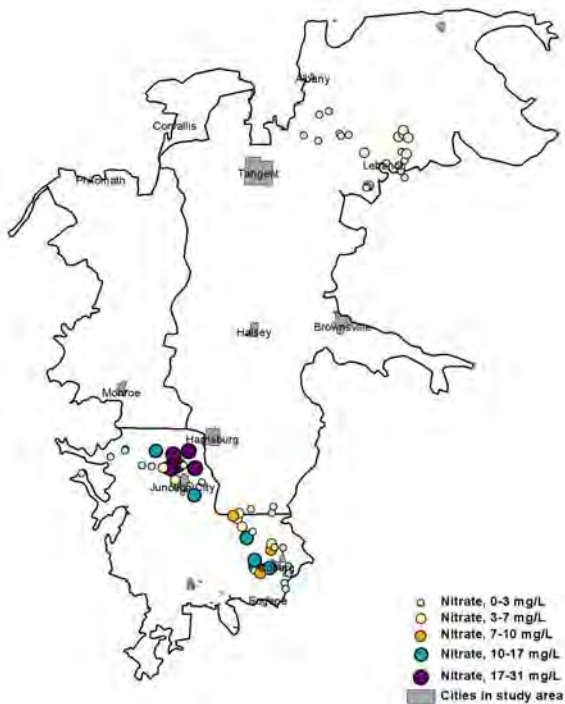 Albany
Corvallis
Lebanon
Philomath
Tangent
Halsey
Brownsville
Monroe
Harrisburg
Junction City
Eugene
Nitrate, 0-3 mg/L
Nitrate, 3-7 mg/L
Nitrate, 7-10 mg/L
Nitrate, 10-17 mg/L
Nitrate, 17-31 mg/L
Cities in study area